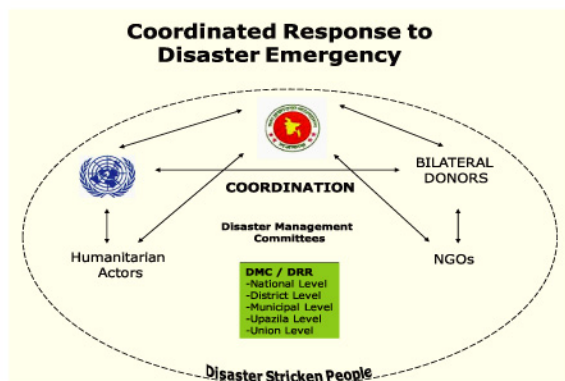 Coordinated Response to
Disaster Emergency
BILATERAL
DONORS
COORDINATION
Disaster Management
Committees
Humanitarian
Actors
NGOs
DMC / DRR
-National Level
-District Level
-Municipal Level
-Upazila Level
-Union Level
Disaster Stricken People